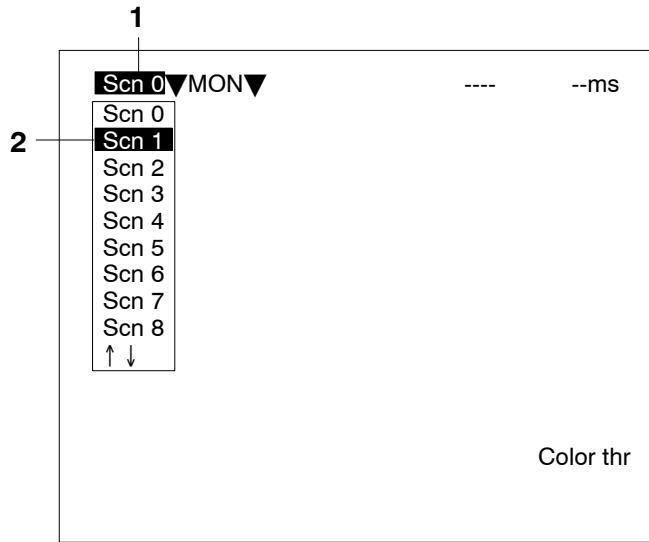 1
Scn 0▼MON▼ ---- --ms
Scn 0
2 Scn 1
Scn 2
Scn 3
Scn 4
Scn 5
Scn 6
Scn 7
Scn 8
↑ ↓
Color thr